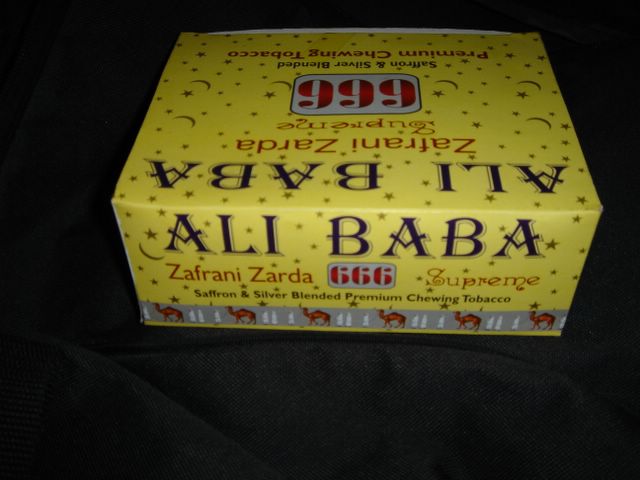 ALI BABA
Zafrani Zarda
Supreme
666
Saffron & Silver Blended
Premium Chewing Tobacco
ALI BABA
Zafrani Zarda 666 Supreme
Saffron & Silver Blended Premium Chewing Tobacco